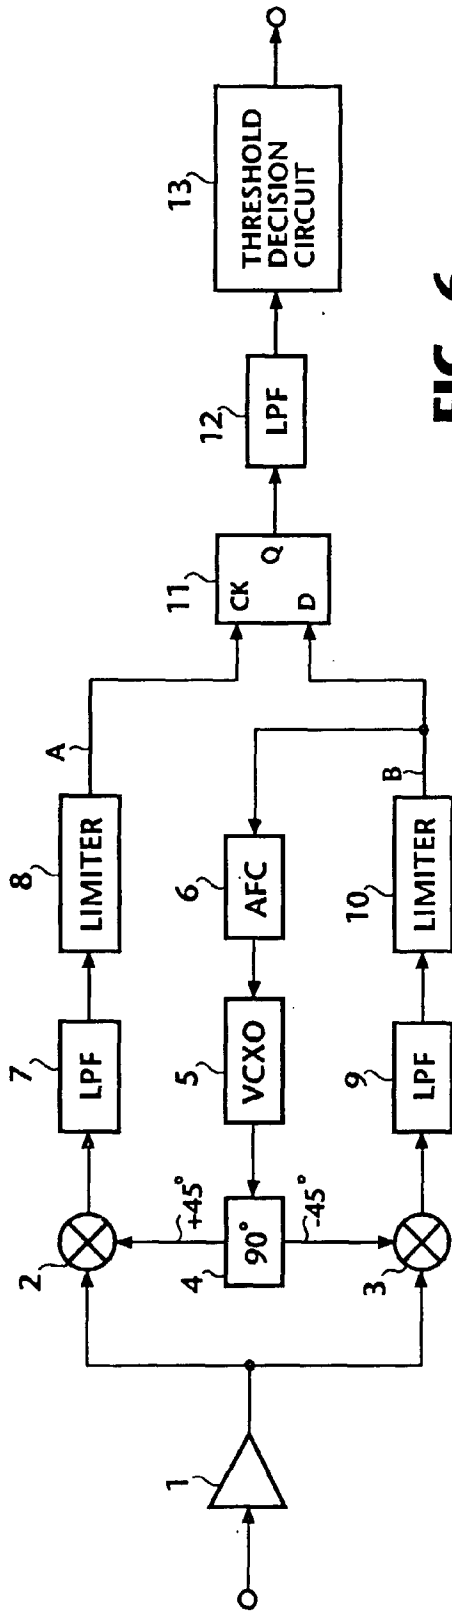 1
2
3
4
90°
+45°
-45°
5
VCXO
6
AFC
7
LPF
8
LIMITER
A
9
LPF
10
LIMITER
B
11
CK
Q
D
12
LPF
13
THRESHOLD
DECISION
CIRCUIT
FIG.